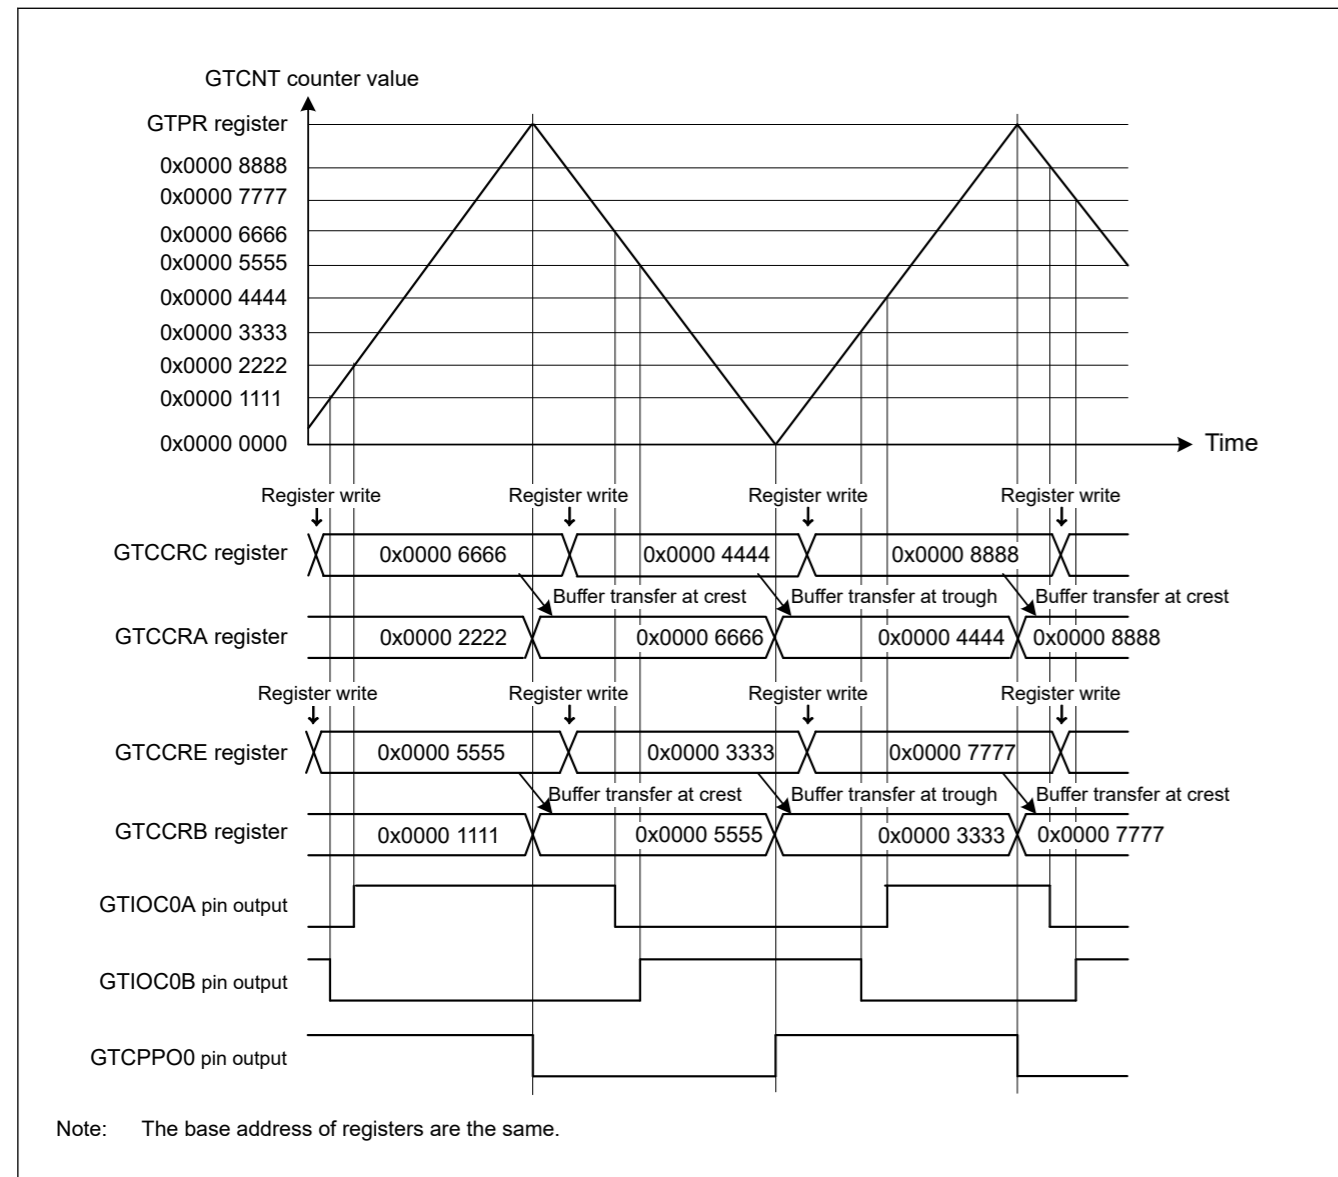 GTCNT counter value
GTPR register
0x0000 8888
0x0000 7777
0x0000 6666
0x0000 5555
0x0000 4444
0x0000 3333
0x0000 2222
0x0000 1111
0x0000 0000
Time
Register write Register write Register write Register write
GTCCRC register 0x0000 6666 0x0000 4444 0x0000 8888
Buffer transfer at crest Buffer transfer at trough Buffer transfer at crest
GTCCRA register 0x0000 2222 0x0000 6666 0x0000 4444 0x0000 8888
Register write Register write Register write Register write
GTCCRE register 0x0000 5555 0x0000 3333 0x0000 7777
Buffer transfer at crest Buffer transfer at trough Buffer transfer at crest
GTCCRB register 0x0000 1111 0x0000 5555 0x0000 3333 0x0000 7777
GTIOC0A pin output
GTIOC0B pin output
GTCPPO0 pin output
Note: The base address of registers are the same.